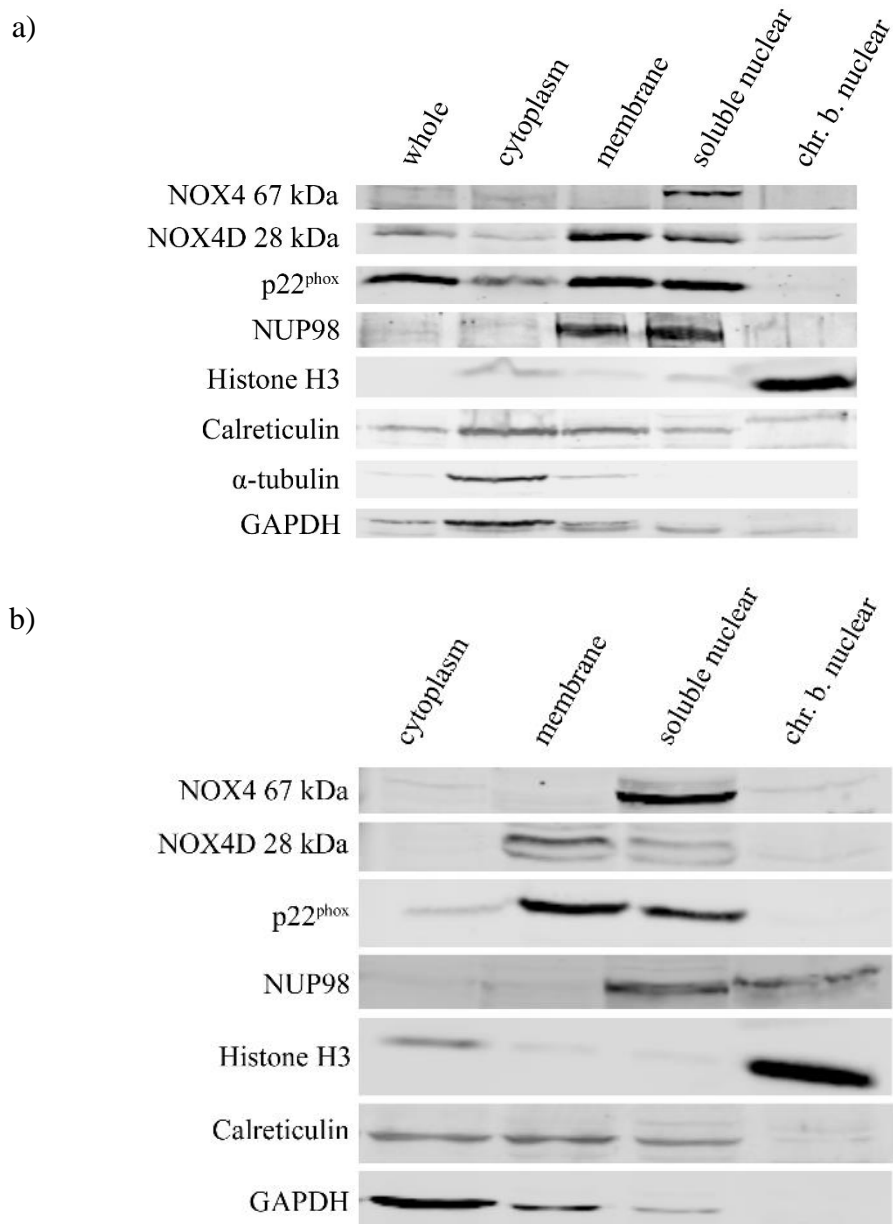 a)
whole
cytoplasm
membrane
soluble nuclear
chr. b. nuclear
NOX4 67 kDa
NOX4D 28 kDa
p22phox
NUP98
Histone H3
Calreticulin
α-tubulin
GAPDH
b)
cytoplasm
membrane
soluble nuclear
chr. b. nuclear
NOX4 67 kDa
NOX4D 28 kDa
p22phox
NUP98
Histone H3
Calreticulin
GAPDH